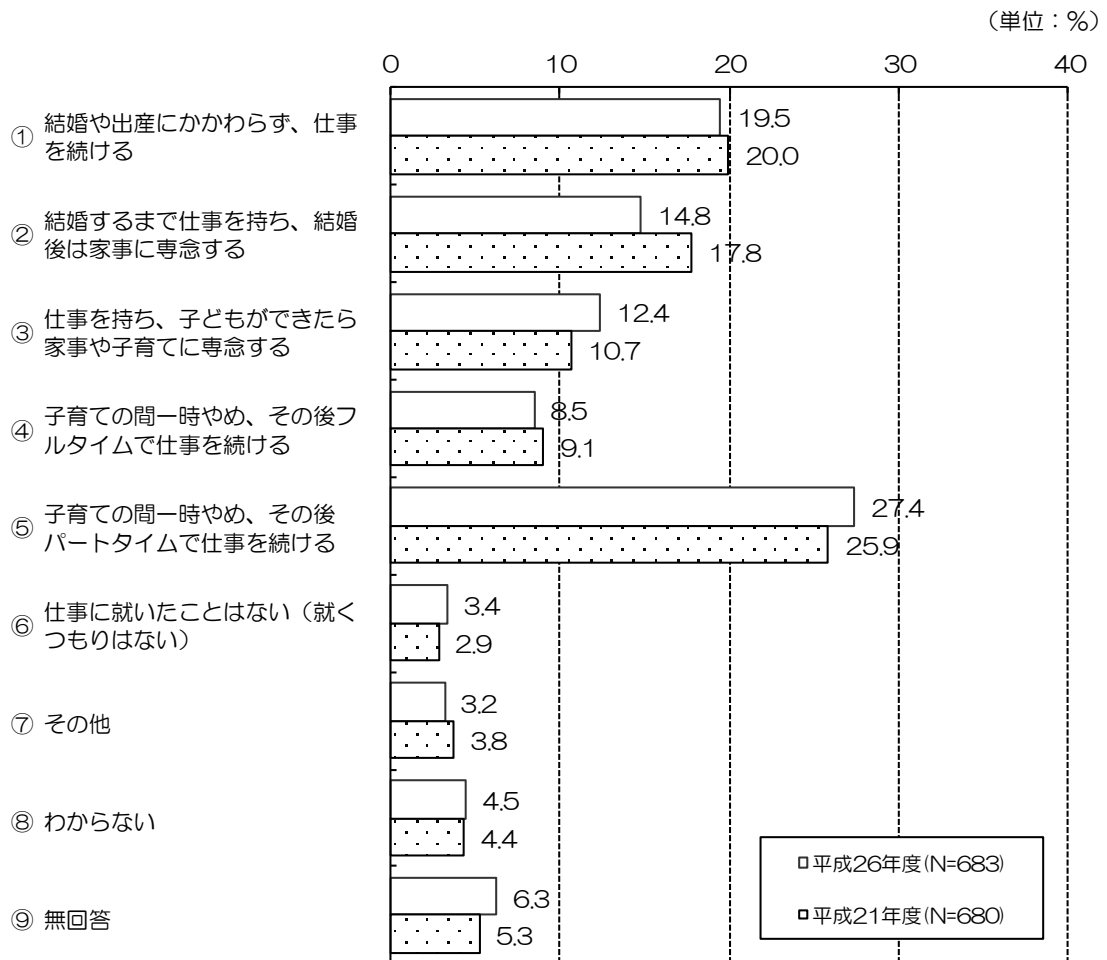 （単位：％）
0 10 20 30 40
① 結婚や出産にかかわらず、仕事
を続ける
19.5
20.0
② 結婚するまで仕事を持ち、結婚
後は家事に専念する
14.8
17.8
③ 仕事を持ち、子どもができたら
家事や子育てに専念する
12.4
10.7
④ 子育ての間一時やめ、その後フ
ルタイムで仕事を続ける
8.5
9.1
⑤ 子育ての間一時やめ、その後
パートタイムで仕事を続ける
27.4
25.9
⑥ 仕事に就いたことはない（就く
つもりはない）
3.4
2.9
⑦ その他
3.2
3.8
⑧ わからない
4.5
4.4
⑨ 無回答
6.3
5.3
平成26年度(N=683)
平成21年度(N=680)